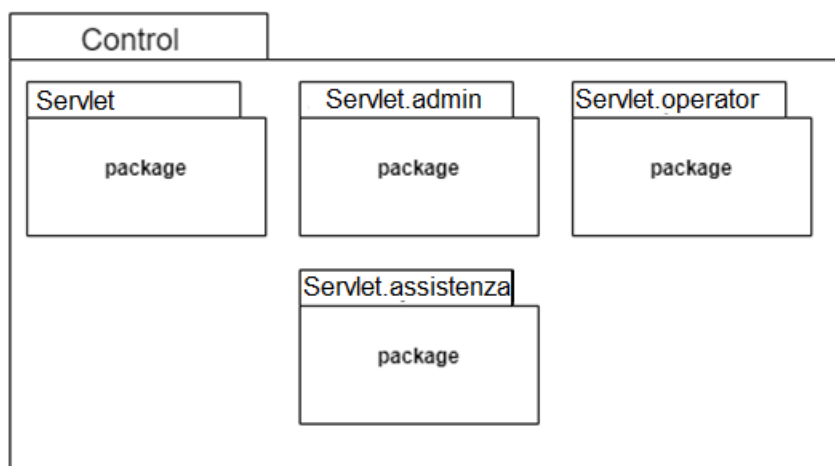 Control
Servlet
Servlet.admin
Servlet.operator
package
package
package
Servlet.assistenza
package